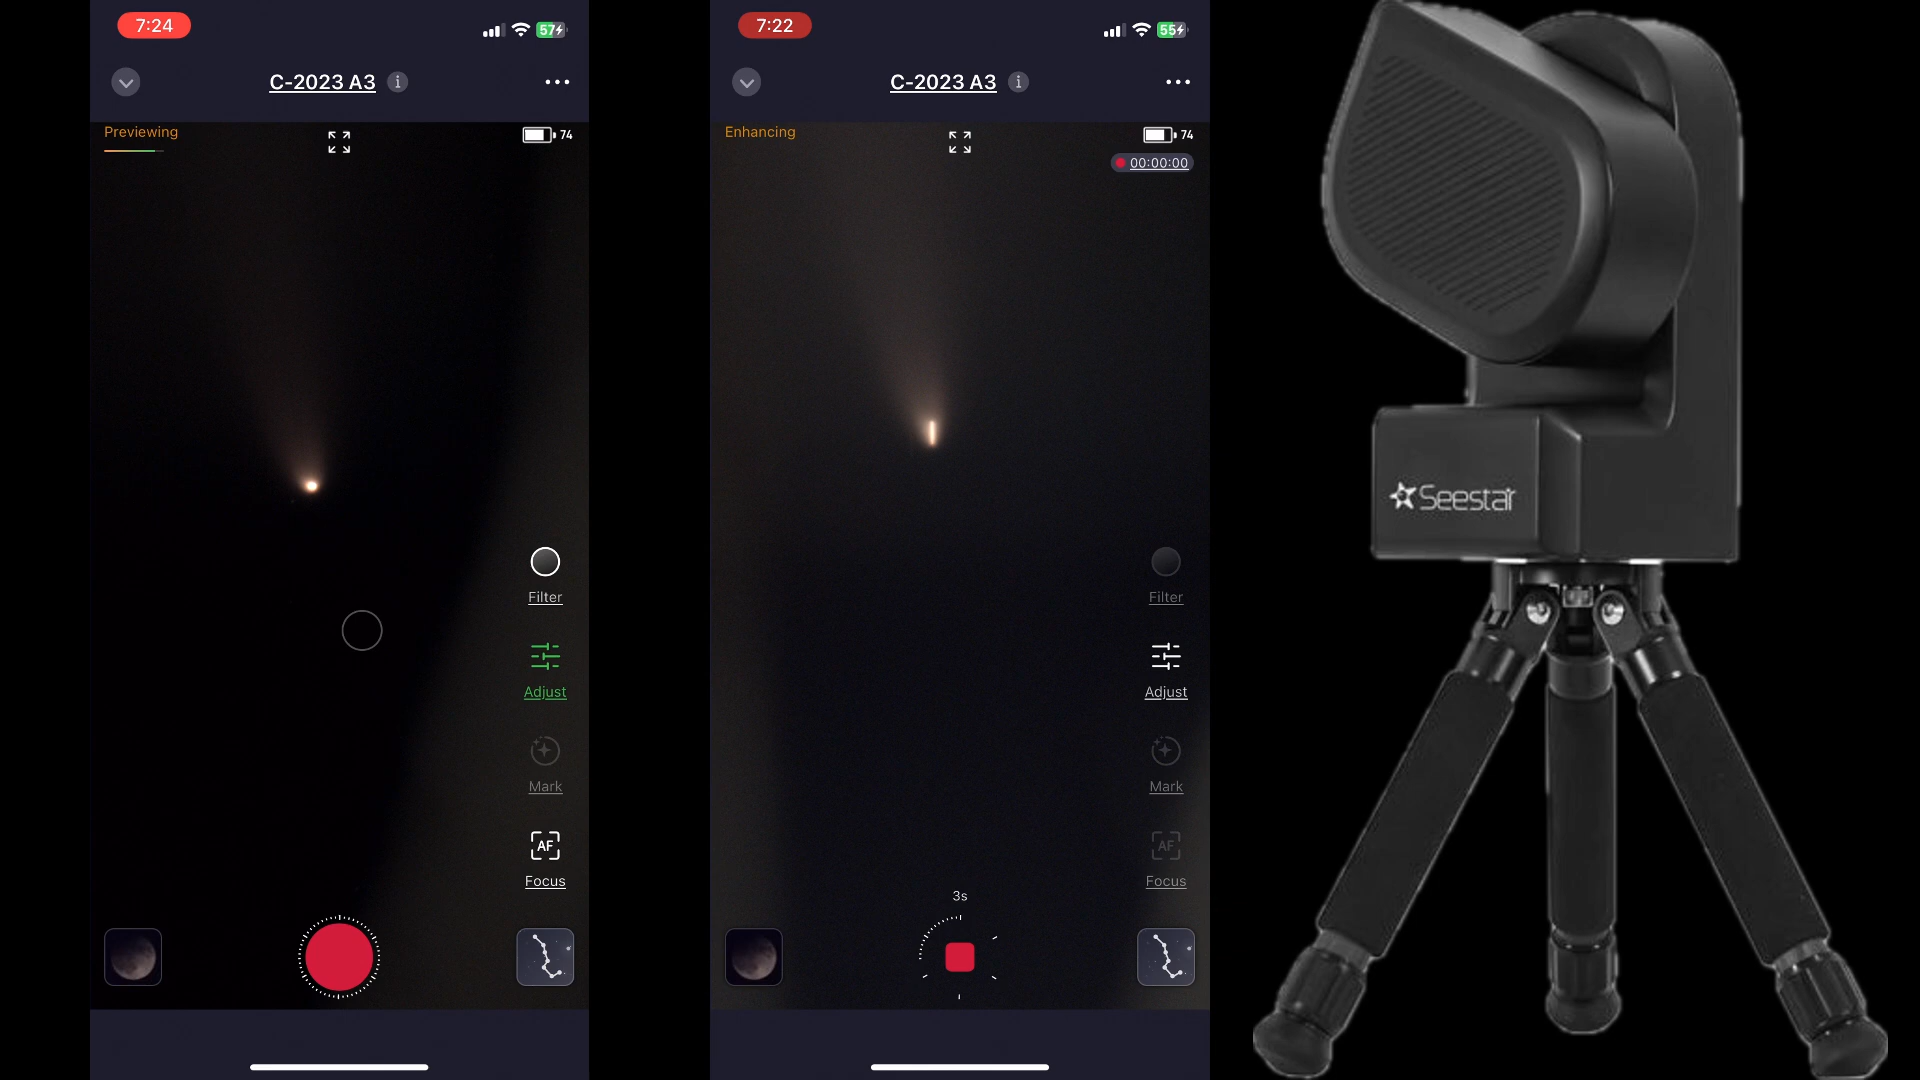 7:24
57
C-2023 A3
i
Previewing
74
Filter
Adjust
Mark
AF
Focus
7:22
55
C-2023 A3
i
Enhancing
74
00:00:00
Filter
Adjust
Mark
AF
Focus
3s
Seestar